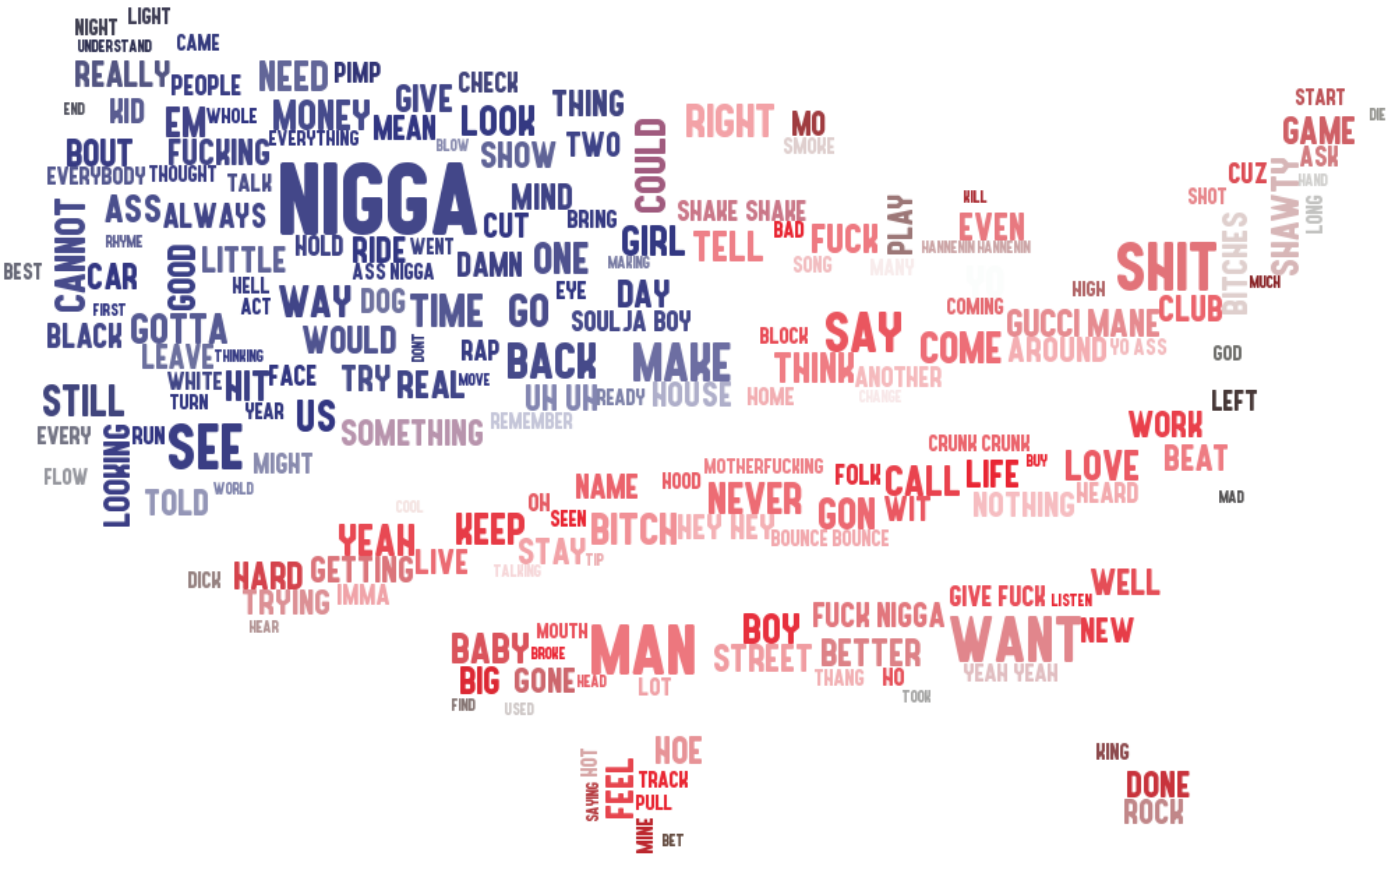 LIGHT
NIGHT
UNDERSTAND CAME
REALLY PEOPLE NEED PIMP
GIVE CHECK THING START
END KID EM WHOLE MONEY MEAN LOOK COULD RIGHT MO GAME DIE
EVERYTHING BLOW SHOW TWO SMOKE ASK
BOUT FUCKING
EVERYBODY THOUGHT TALK NIGGA MIND CUZ HAND
ASS ALWAYS CUT BRING SHAKE SHAKE PLAY KILL SHOT SHAWTY LONG
CANNOT RHYME HOLD RIDE WENT GIRL TELL BAD FUCK EVEN BITCHES
GOOD LITTLE ASS NIGGA DAMN ONE MAKING SONG MANY HANNENIN HANNENIN SHIT
BEST CAR HELL EYE DAY YO HIGH MUCH
FIRST ACT WAY DOG TIME GO SOULJA BOY COMING CLUB
BLACK GOTTA WOULD DONT RAP BLOCK SAY GUCCI MANE
LEAVE THINKING BACK MAKE THINK COME AROUND YO ASS GOD
WHITE HIT FACE TRY REAL MOVE ANOTHER
STILL TURN YEAR US UH UH READY HOUSE HOME CHANGE LEFT
EVERY LOOKING RUN SEE SOMETHING REMEMBER WORK
FLOW MIGHT MOTHERFUCKING CRUNK CRUNK BUY LOVE BEAT
TOLD WORLD NAME HOOD FOLK CALL LIFE HEARD MAD
COOL OH NEVER GON WIT NOTHING
YEAH KEEP SEEN BITCH HEY HEY BOUNCE BOUNCE
GETTING LIVE STAY TIP
DICK HARD TALKING
TRYING IMMA GIVE FUCK LISTEN WELL
HEAR MOUTH BOY FUCK NIGGA NEW
BABY BROKE MAN STREET BETTER WANT
BIG GONE HEAD LOT THANG HO YEAH YEAH
FIND USED TOOK
HOT HOE KING
FEEL TRACK DONE
SAYING PULL ROCK
MINE BET